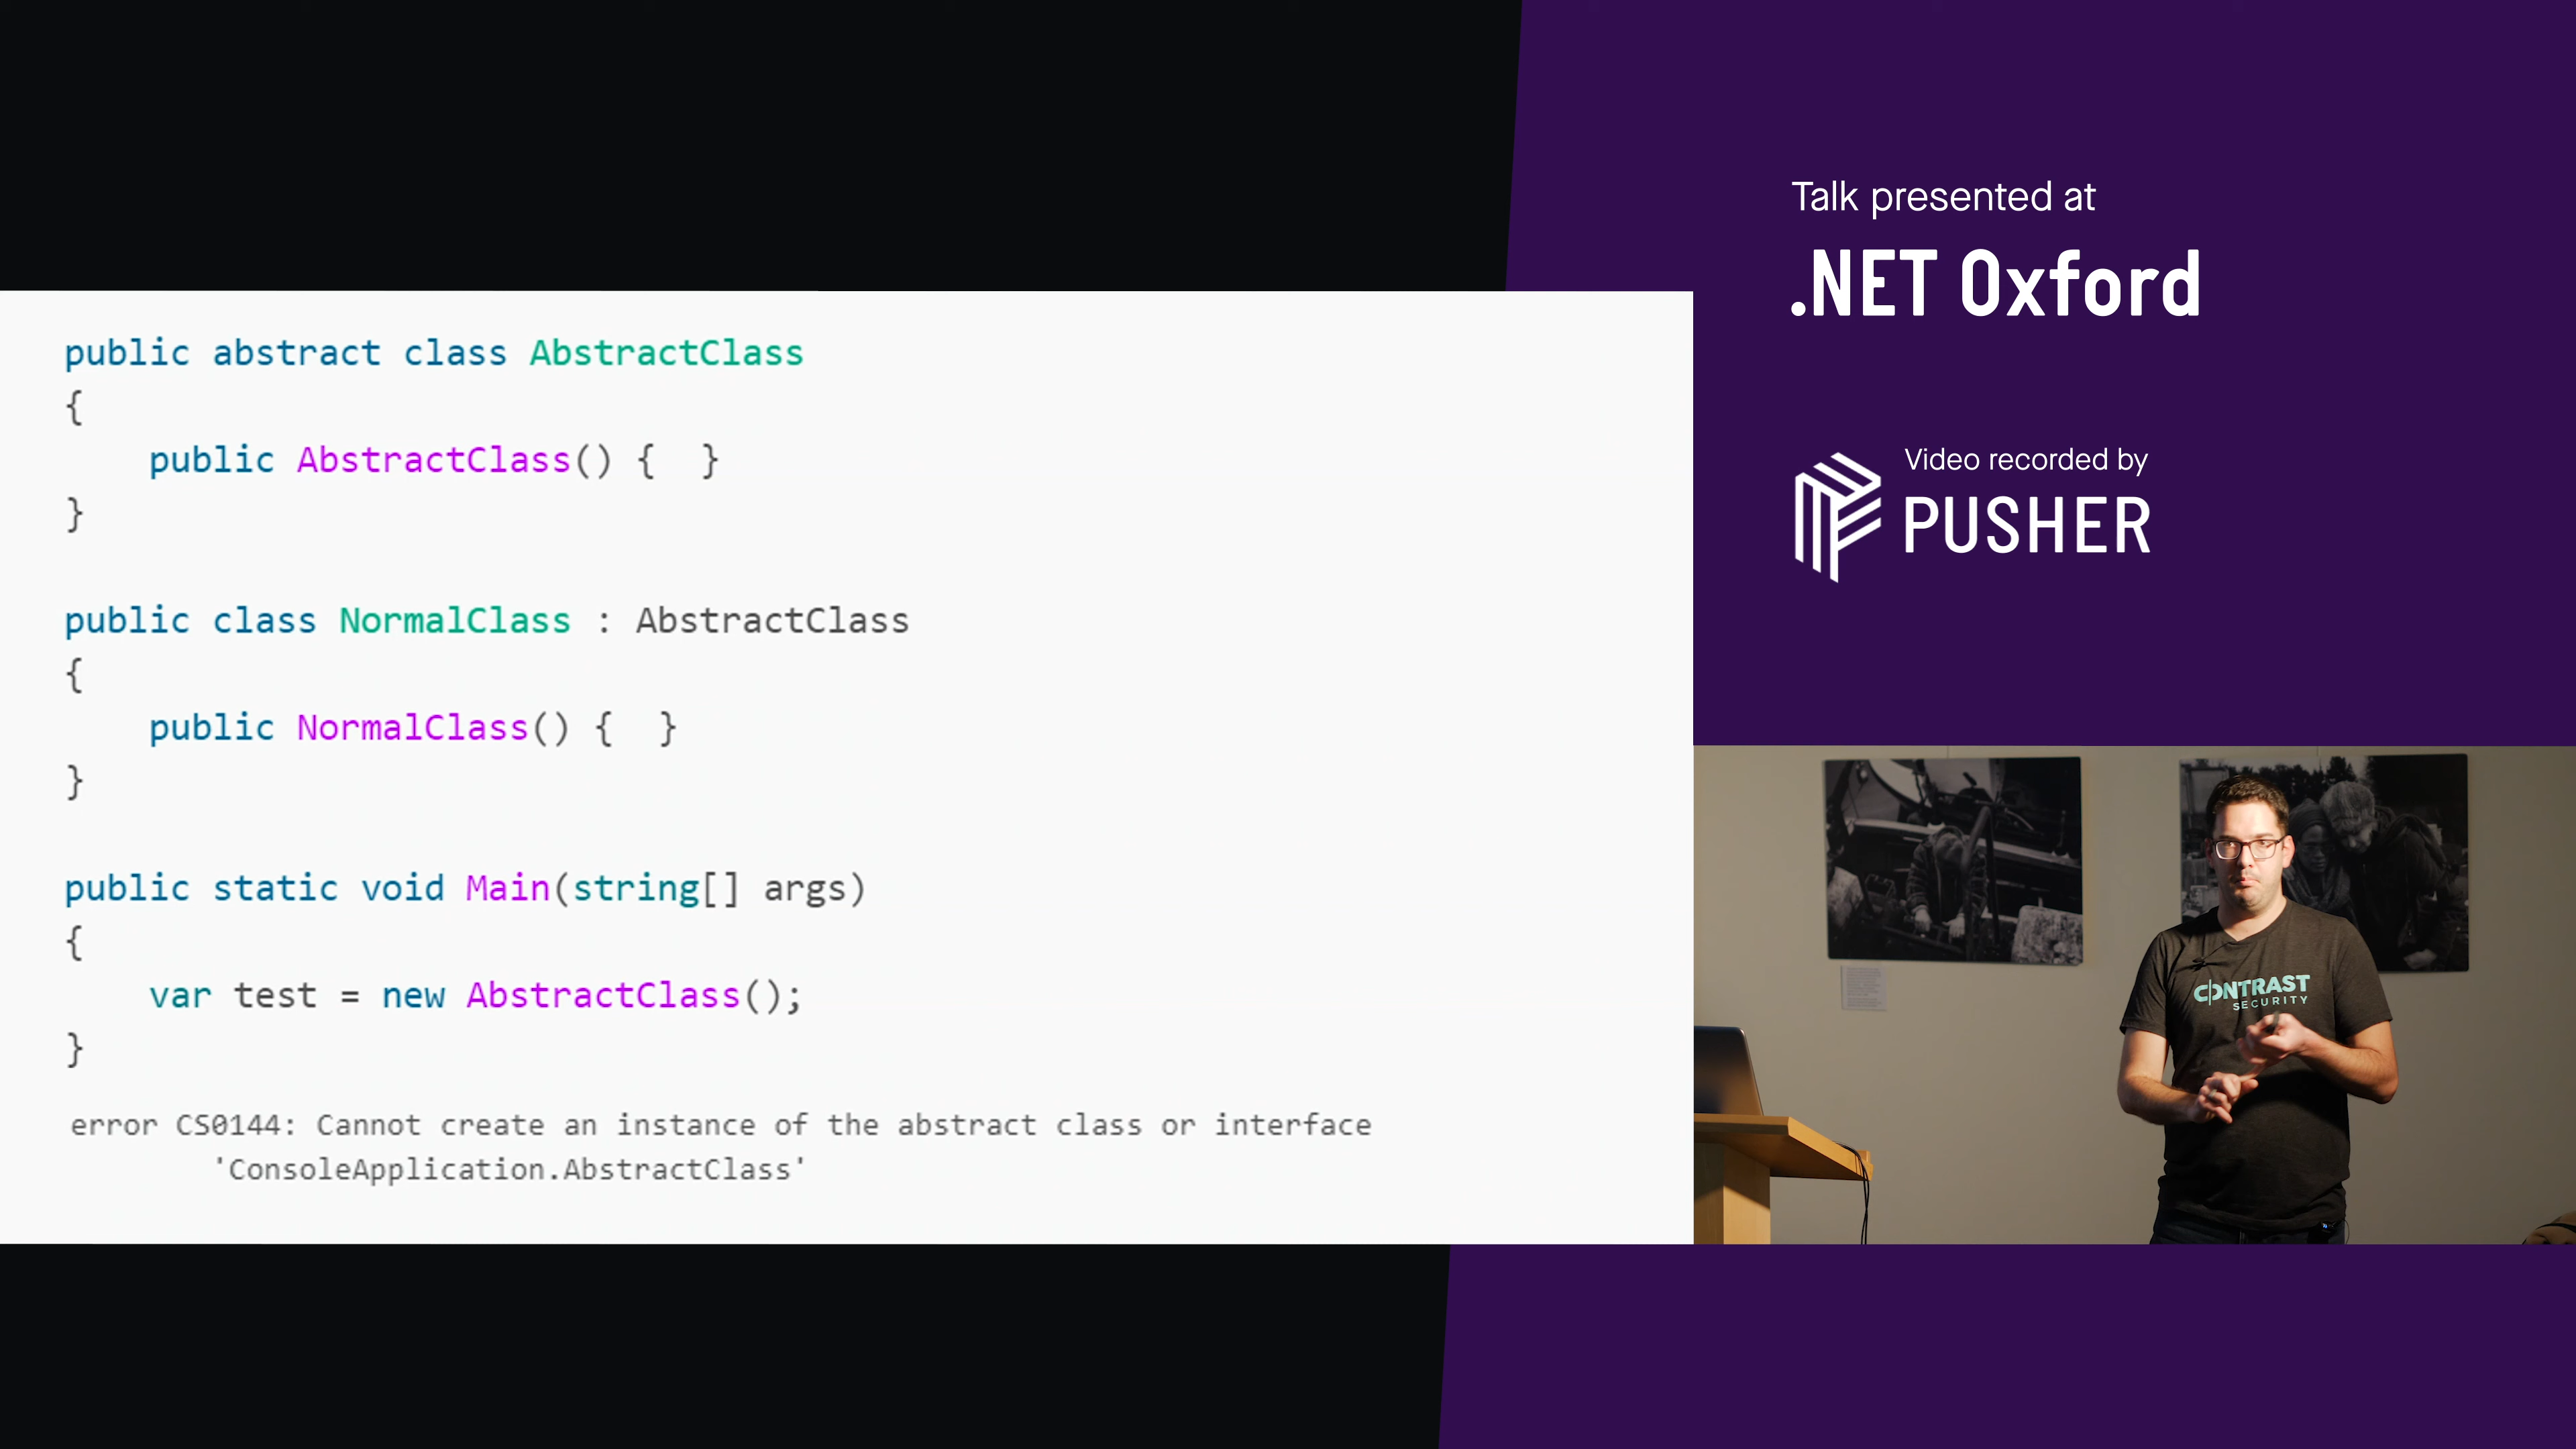 public abstract class AbstractClass
{
    public AbstractClass() {  }
}
public class NormalClass : AbstractClass
{
    public NormalClass() {  }
}
public static void Main(string[] args)
{
    var test = new AbstractClass();
}
error CS0144: Cannot create an instance of the abstract class or interface
'ConsoleApplication.AbstractClass'
Talk presented at
.NET Oxford
Video recorded by
PUSHER
CONTRAST
SECURITY